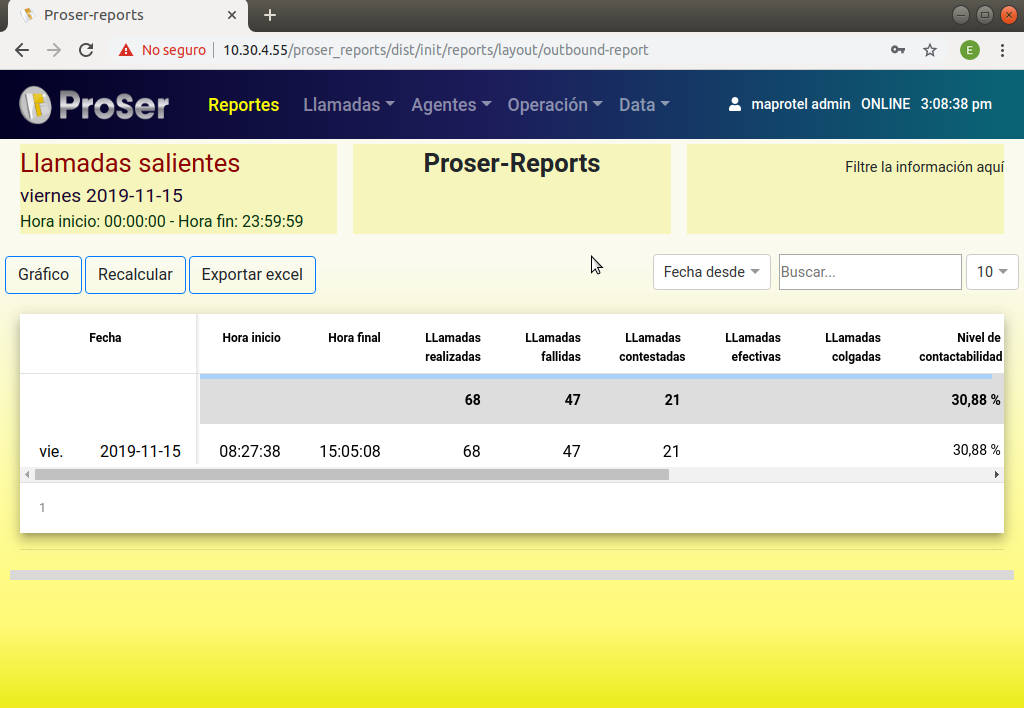 Proser-reports
No seguro
10.30.4.55/proser_reports/dist/init/reports/layout/outbound-report
E
ProSer
Reportes Llamadas Agentes Operación Data maprotel admin ONLINE 3:08:38 pm
Llamadas salientes
viernes 2019-11-15
Hora inicio: 00:00:00 - Hora fin: 23:59:59
Proser-Reports
Filtre la información aquí
Gráfico Recalcular Exportar excel Fecha desde Buscar... 10
Fecha Hora inicio Hora final LLamadas realizadas LLamadas fallidas LLamadas contestadas LLamadas efectivas LLamadas colgadas Nivel de contactabilidad
68 47 21 30,88 %
vie. 2019-11-15 08:27:38 15:05:08 68 47 21 30,88 %
1